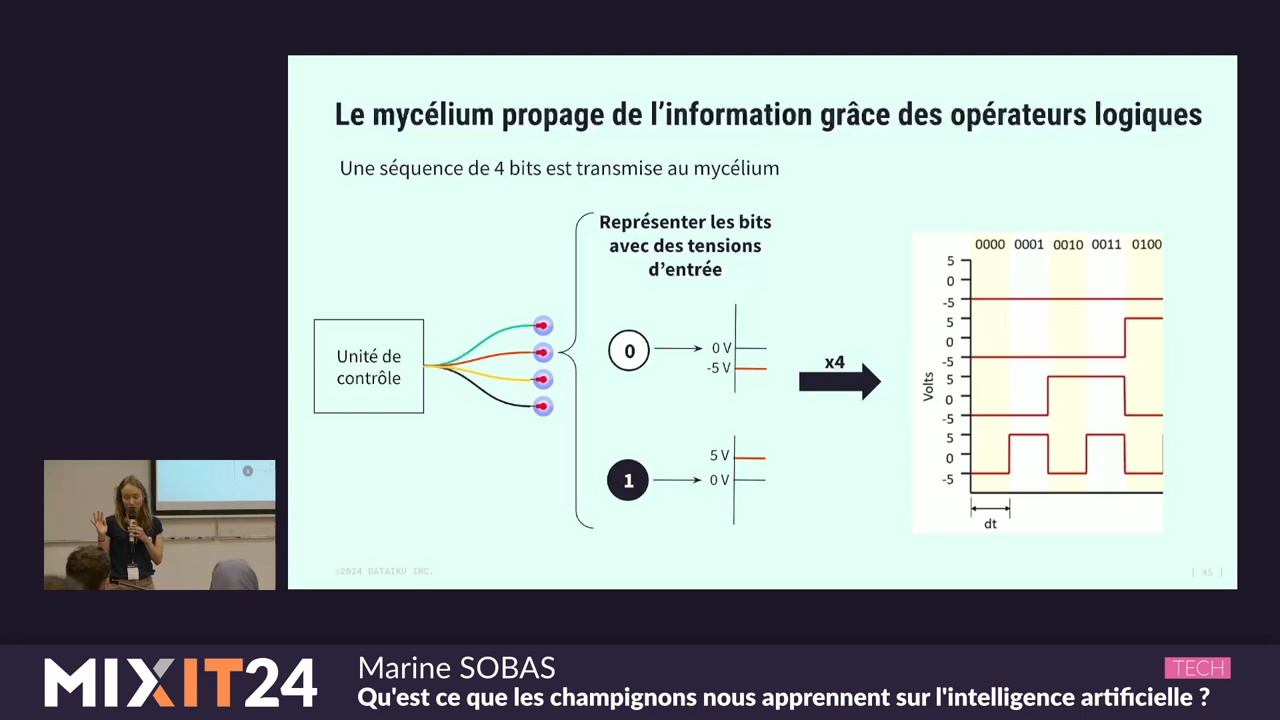 Le mycélium propage de l’information grâce des opérateurs logiques
Une séquence de 4 bits est transmise au mycélium
Représenter les bits
avec des tensions
d’entrée
Unité de
contrôle
0
0 V
-5 V
1
5 V
0 V
x4
0000 0001 0010 0011 0100
5
0
-5
5
0
-5
5
0
-5
5
0
-5
Volts
dt
©2024 DATAIKU INC.
| 45 |
MIXIT24
Marine SOBAS
TECH
Qu'est ce que les champignons nous apprennent sur l'intelligence artificielle ?